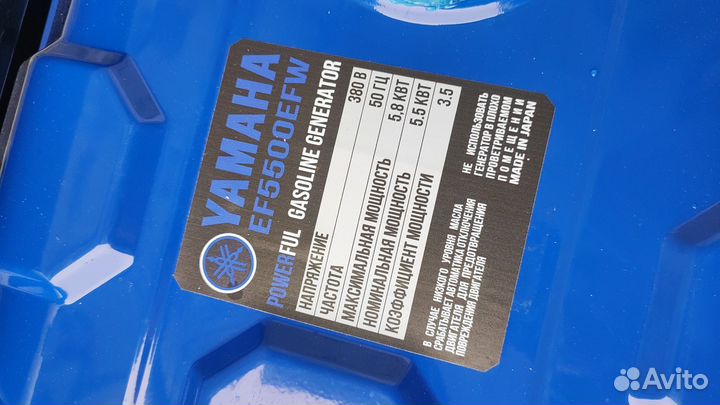 YAMAHA
EF5500EFW
POWERFUL GASOLINE GENERATOR
НАПРЯЖЕНИЕ 380 В
ЧАСТОТА 50 ГЦ
МАКСИМАЛЬНАЯ МОЩНОСТЬ 5,8 КВТ
НОМИНАЛЬНАЯ МОЩНОСТЬ 5,5 КВТ
КОЭФФИЦИЕНТ МОЩНОСТИ 3.5
В СЛУЧАЕ НИЗКОГО УРОВНЯ МАСЛА
СРАБАТЫВАЕТ АВТОМАТИКА ОТКЛЮЧЕНИЯ
ДВИГАТЕЛЯ ДЛЯ ПРЕДОТВРАЩЕНИЯ
ПОВРЕЖДЕНИЯ ДВИГАТЕЛЯ
НЕ ИСПОЛЬЗОВАТЬ
ГЕНЕРАТОР В ПЛОХО
ПРОВЕТРИВАЕМОМ
ПОМЕЩЕНИИ
MADE IN JAPAN
Avito